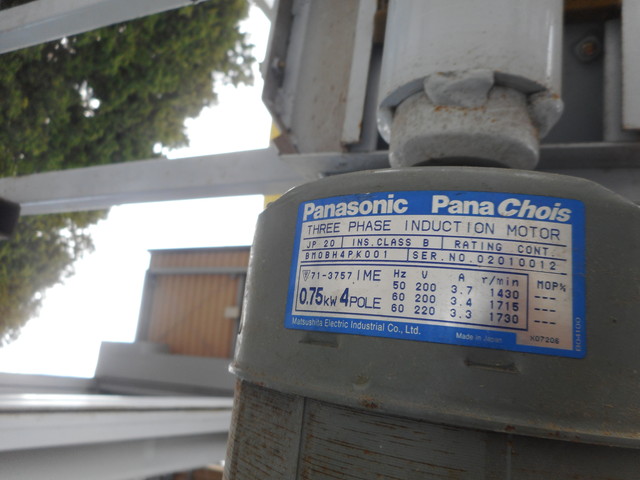 Panasonic PanaChois
THREE PHASE INDUCTION MOTOR
JP 20 INS.CLASS B RATING CONT.
BM0BH4PK001 SER.NO.02010012
▽71-3757 ME Hz V A r/min MOP%
50 200 3.7 1430 ---
0.75kW 4POLE 60 200 3.4 1715 ---
60 220 3.3 1730 ---
Matsushita Electric Industrial Co., Ltd. Made in Japan X07206